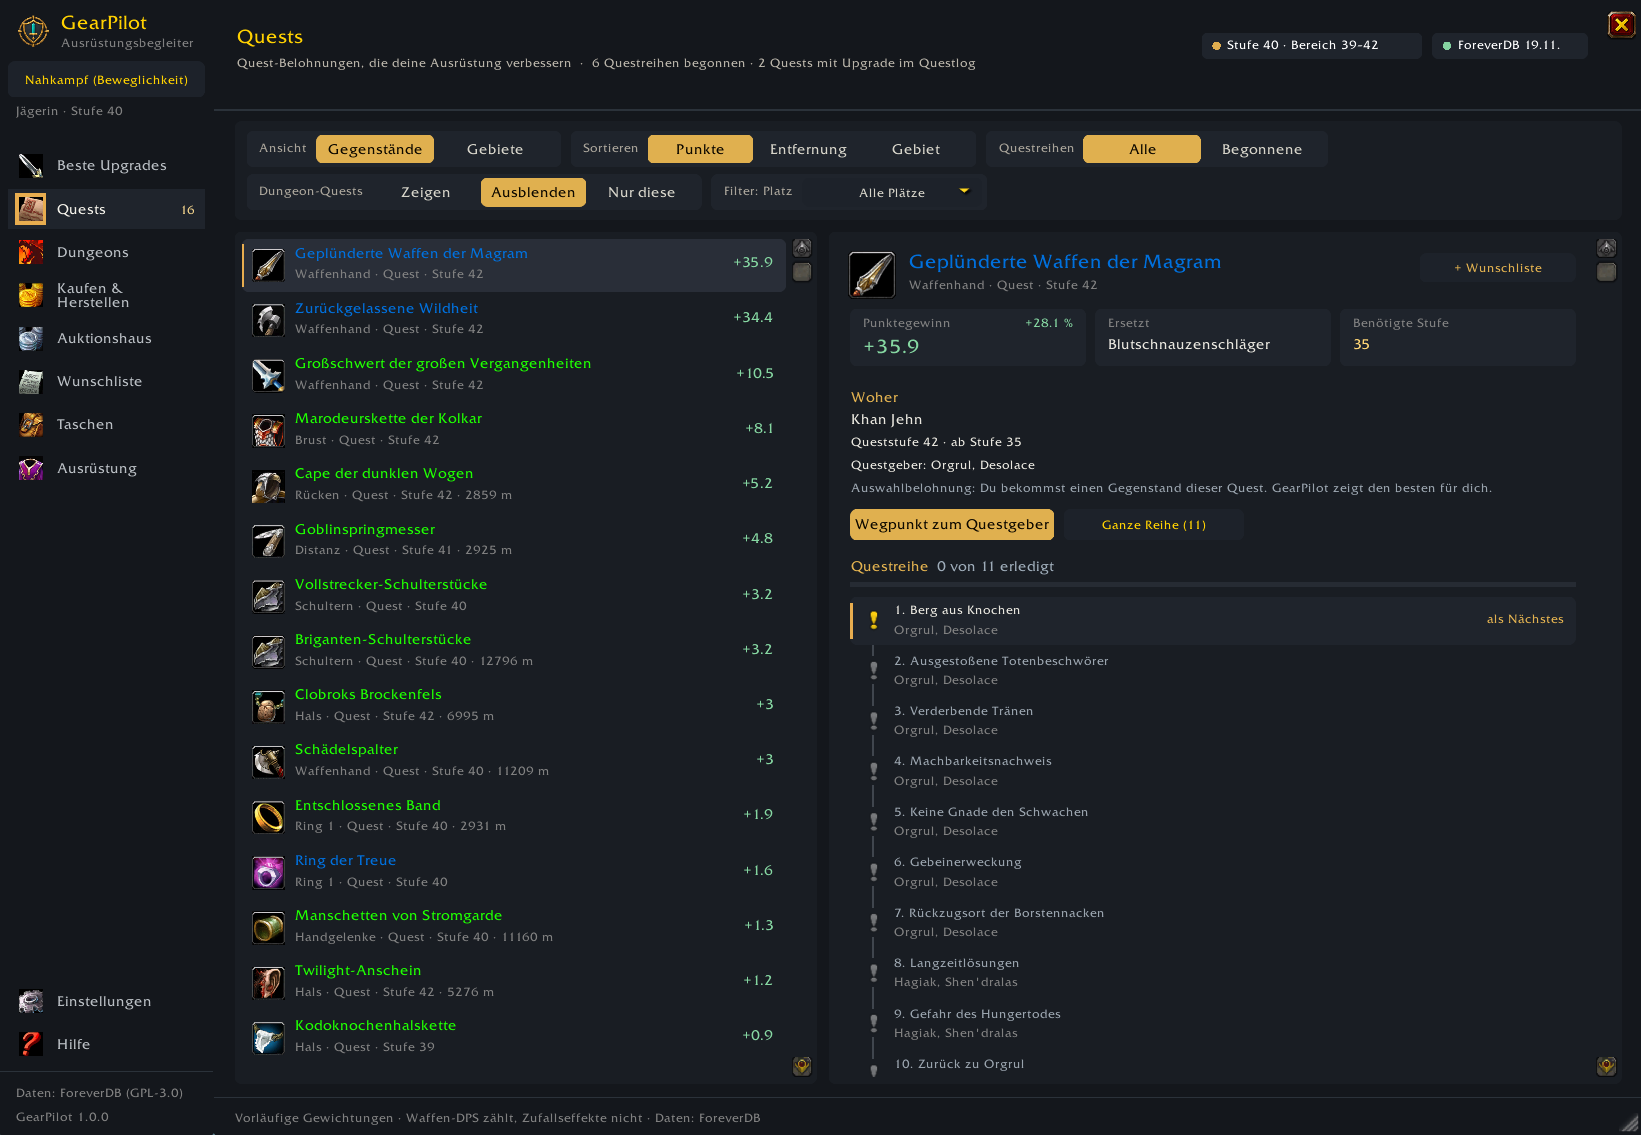 GearPilot
Ausrüstungsbegleiter
Nahkampf (Beweglichkeit)
Jägerin · Stufe 40
Beste Upgrades
Quests 16
Dungeons
Kaufen &
Herstellen
Auktionshaus
Wunschliste
Taschen
Ausrüstung
Einstellungen
Hilfe
Daten: ForeverDB (GPL-3.0)
GearPilot 1.0.0
Quests
Quest-Belohnungen, die deine Ausrüstung verbessern · 6 Questreihen begonnen · 2 Quests mit Upgrade im Questlog
Stufe 40 · Bereich 39-42
ForeverDB 19.11.
Ansicht Gegenstände Gebiete
Sortieren Punkte Entfernung Gebiet
Questreihen Alle Begonnene
Dungeon-Quests Zeigen Ausblenden Nur diese
Filter: Platz Alle Plätze
Geplünderte Waffen der Magram
Waffenhand · Quest · Stufe 42
+35.9
Zurückgelassene Wildheit
Waffenhand · Quest · Stufe 42
+34.4
Großschwert der großen Vergangenheiten
Waffenhand · Quest · Stufe 42
+10.5
Marodeurskette der Kolkar
Brust · Quest · Stufe 42
+8.1
Cape der dunklen Wogen
Rücken · Quest · Stufe 42 · 2859 m
+5.2
Goblinspringmesser
Distanz · Quest · Stufe 41 · 2925 m
+4.8
Vollstrecker-Schulterstücke
Schultern · Quest · Stufe 40
+3.2
Briganten-Schulterstücke
Schultern · Quest · Stufe 40 · 12796 m
+3.2
Clobroks Brockenfels
Hals · Quest · Stufe 42 · 6995 m
+3
Schädelspalter
Waffenhand · Quest · Stufe 40 · 11209 m
+3
Entschlossenes Band
Ring 1 · Quest · Stufe 40 · 2931 m
+1.9
Ring der Treue
Ring 1 · Quest · Stufe 40
+1.6
Manschetten von Stromgarde
Handgelenke · Quest · Stufe 40 · 11160 m
+1.3
Twilight-Anschein
Hals · Quest · Stufe 42 · 5276 m
+1.2
Kodoknochenhalskette
Hals · Quest · Stufe 39
+0.9
Geplünderte Waffen der Magram
Waffenhand · Quest · Stufe 42
+ Wunschliste
Punktegewinn +28.1 %
+35.9
Ersetzt
Blutschnauzenschläger
Benötigte Stufe
35
Woher
Khan Jehn
Queststufe 42 · ab Stufe 35
Questgeber: Orgrul, Desolace
Auswahlbelohnung: Du bekommst einen Gegenstand dieser Quest. GearPilot zeigt den besten für dich.
Wegpunkt zum Questgeber
Ganze Reihe (11)
Questreihe 0 von 11 erledigt
1. Berg aus Knochen
Orgrul, Desolace
als Nächstes
2. Ausgestoßene Totenbeschwörer
Orgrul, Desolace
3. Verderbende Tränen
Orgrul, Desolace
4. Machbarkeitsnachweis
Orgrul, Desolace
5. Keine Gnade den Schwachen
Orgrul, Desolace
6. Gebeinerweckung
Orgrul, Desolace
7. Rückzugsort der Borstennacken
Orgrul, Desolace
8. Langzeitlösungen
Hagiak, Shen'dralas
9. Gefahr des Hungertodes
Hagiak, Shen'dralas
10. Zurück zu Orgrul
Vorläufige Gewichtungen · Waffen-DPS zählt, Zufallseffekte nicht · Daten: ForeverDB